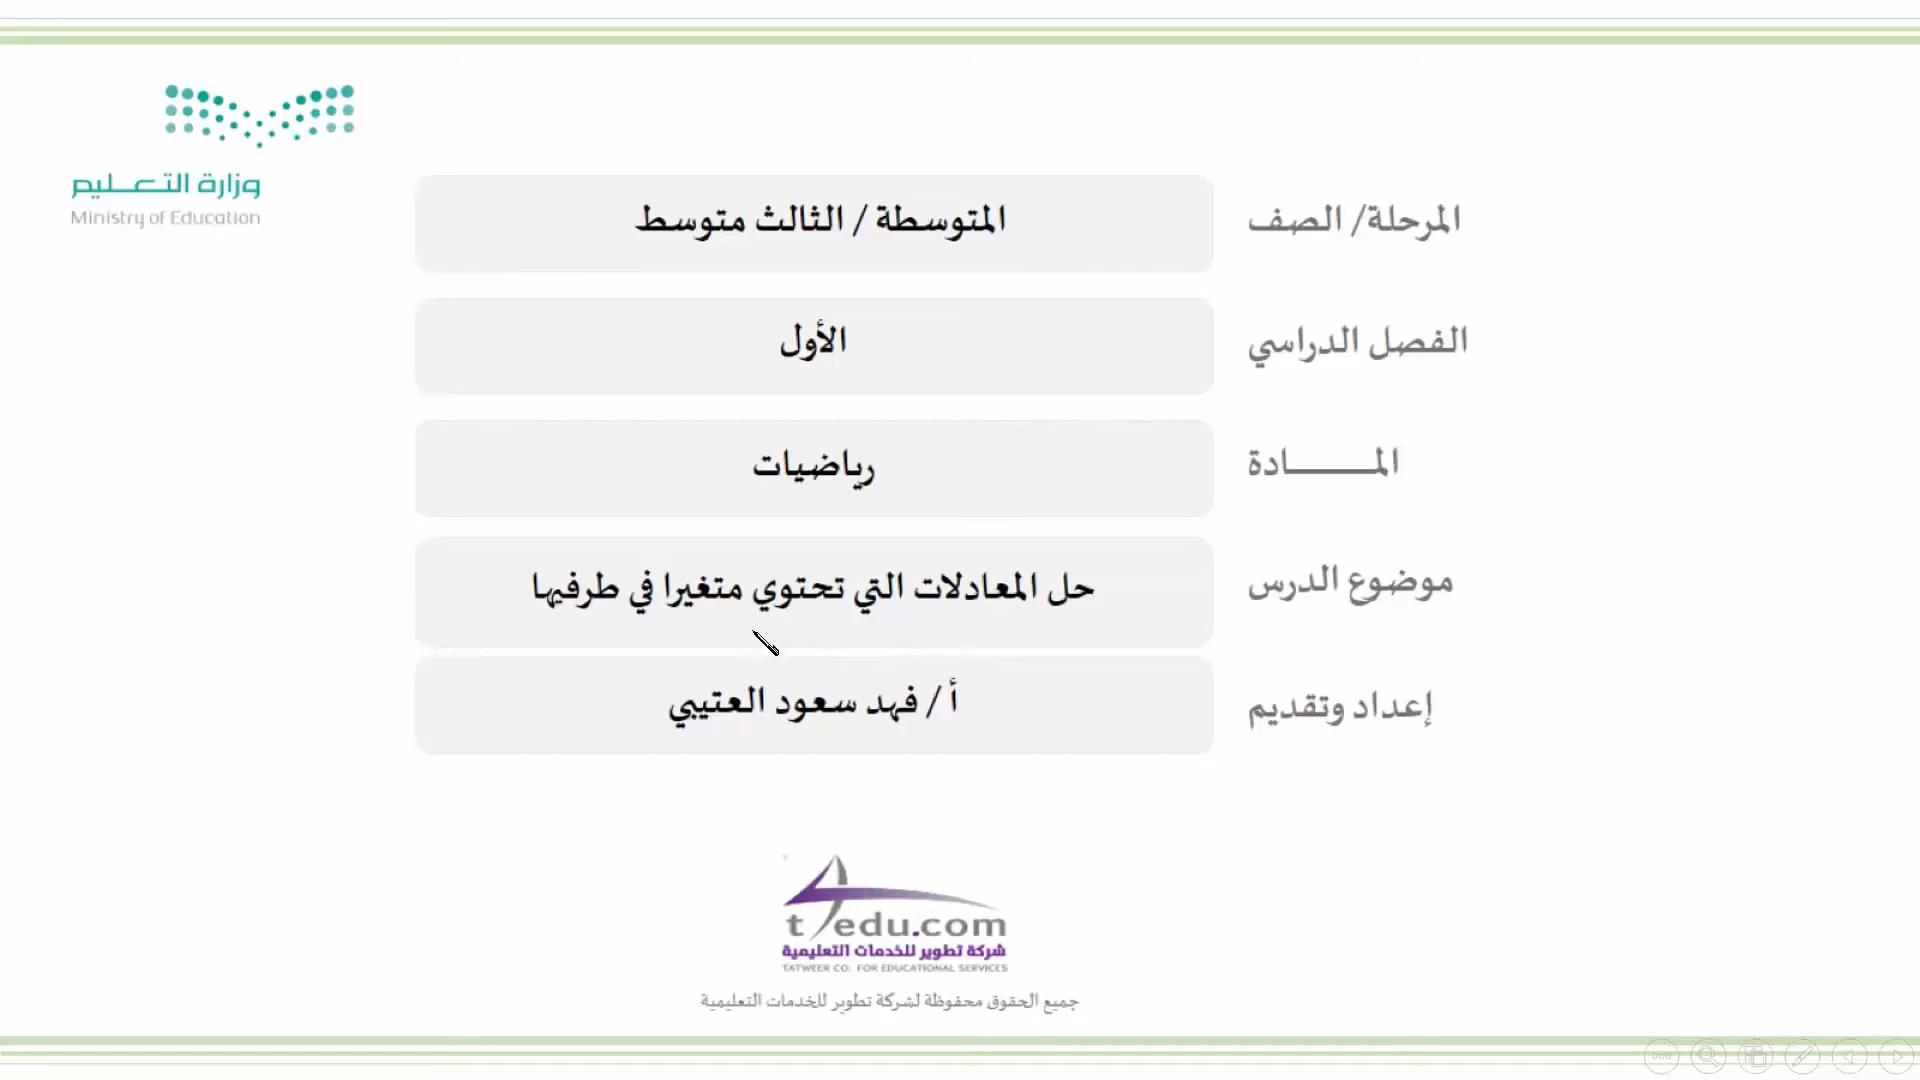 وزارة التعليم
Ministry of Education
المرحلة/ الصف
المتوسطة / الثالث متوسط
الفصل الدراسي
الأول
المادة
رياضيات
موضوع الدرس
حل المعادلات التي تحتوي متغيرا في طرفيها
إعداد وتقديم
أ / فهد سعود العتيبي
t4edu.com
شركة تطوير للخدمات التعليمية
TATWEER CO. FOR EDUCATIONAL SERVICES
جميع الحقوق محفوظة لشركة تطوير للخدمات التعليمية